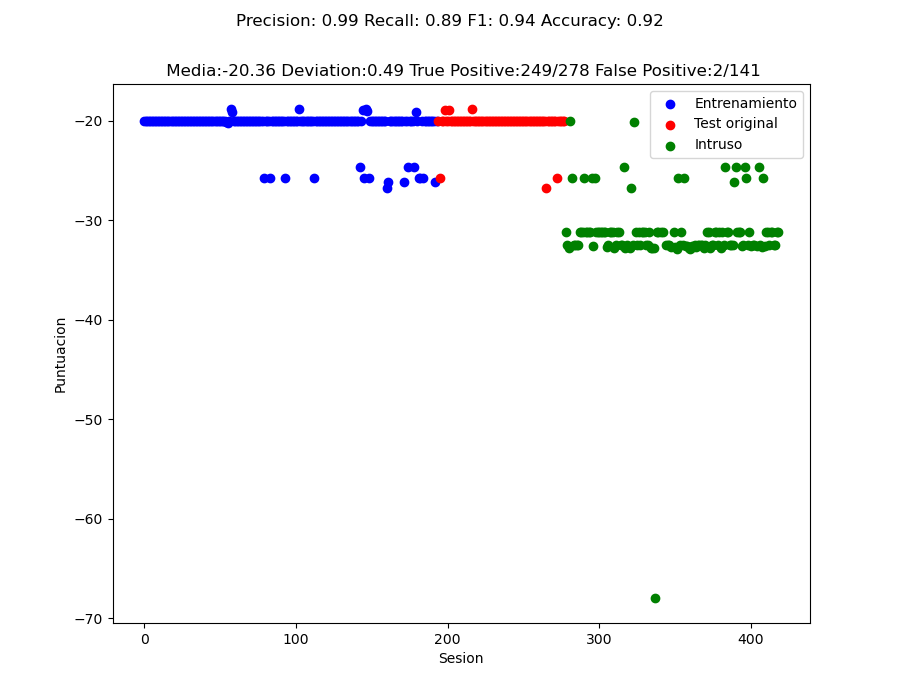 Precision: 0.99 Recall: 0.89 F1: 0.94 Accuracy: 0.92
Media:-20.36 Deviation:0.49 True Positive:249/278 False Positive:2/141
Entrenamiento
Test original
Intruso
−20
−30
−40
−50
−60
−70
Puntuacion
0 100 200 300 400
Sesion